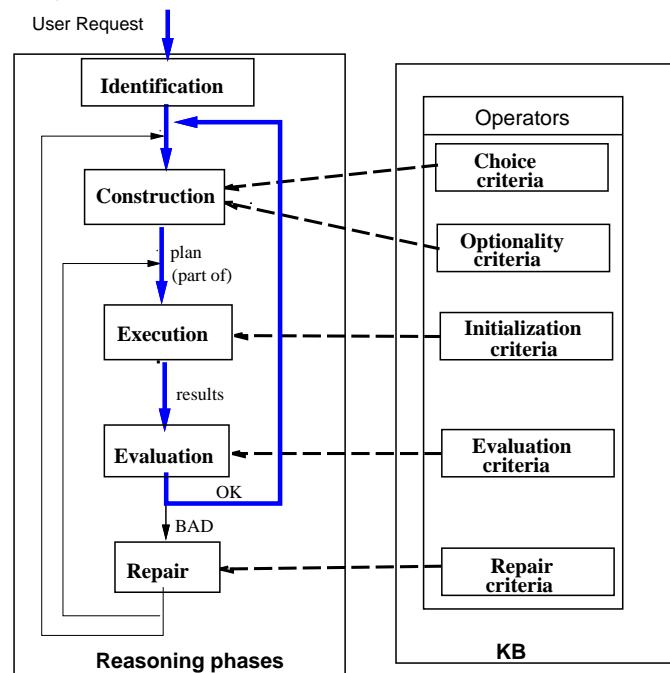 User Request
Identification
Construction
plan
(part of)
Execution
results
Evaluation
OK
BAD
Repair
Reasoning phases
Operators
Choice
criteria
Optionality
criteria
Initialization
criteria
Evaluation
criteria
Repair
criteria
KB